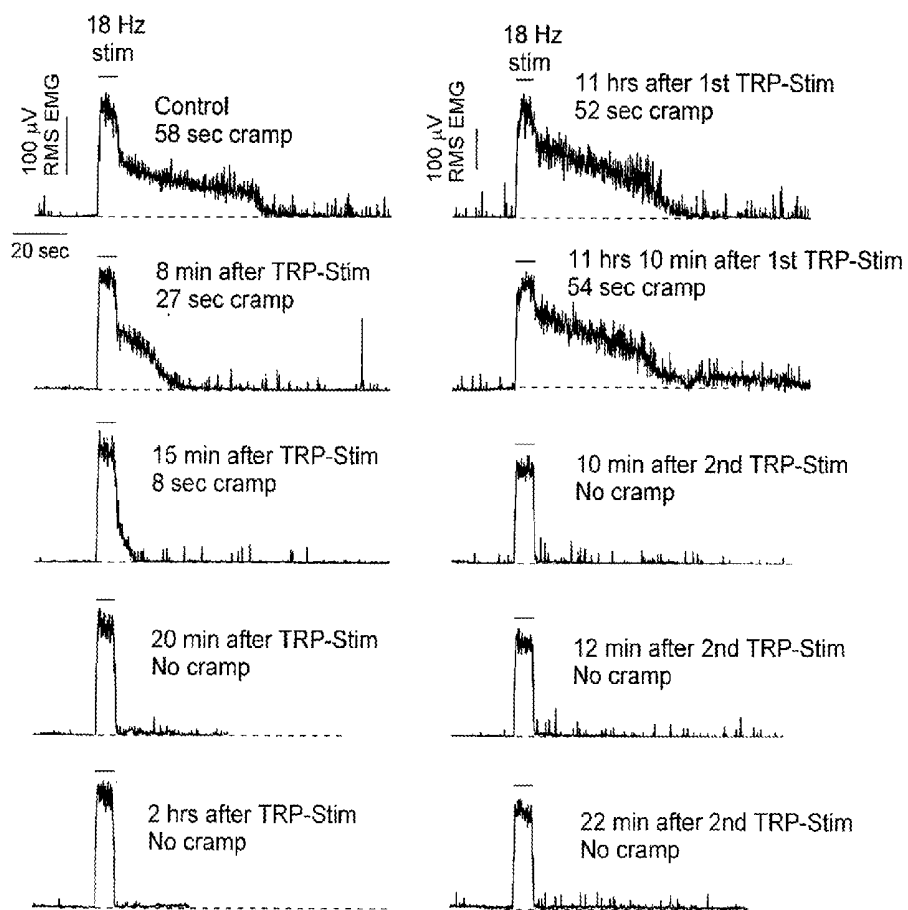 18 Hz
stim
100 µV
RMS EMG
Control
58 sec cramp
20 sec
8 min after TRP-Stim
27 sec cramp
15 min after TRP-Stim
8 sec cramp
20 min after TRP-Stim
No cramp
2 hrs after TRP-Stim
No cramp
18 Hz
stim
100 µV
RMS EMG
11 hrs after 1st TRP-Stim
52 sec cramp
11 hrs 10 min after 1st TRP-Stim
54 sec cramp
10 min after 2nd TRP-Stim
No cramp
12 min after 2nd TRP-Stim
No cramp
22 min after 2nd TRP-Stim
No cramp